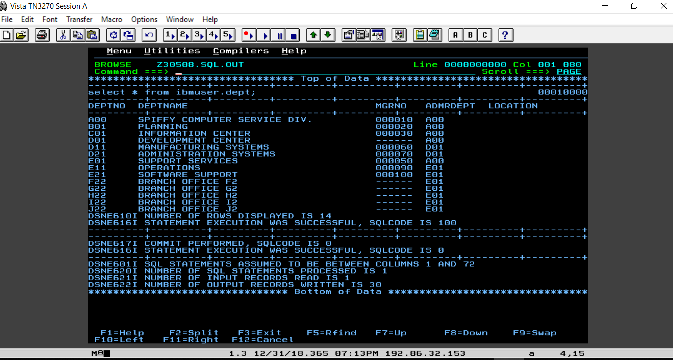 Vista TN3270 Session A
File Edit Font Transfer Macro Options Window Help
1 2 3 4 5 A B C ?
Menu Utilities Compilers Help
BROWSE Z30508.SQL.OUT Line 0000000000 Col 001 080
Command ===> Scroll ===> PAGE
********************************* Top of Data **********************************
---------+---------+---------+---------+---------+---------+---------+---------+
select * from ibmuser.dept; 00010000
---------+---------+---------+---------+---------+---------+---------+---------+
DEPTNO DEPTNAME MGRNO ADMRDEPT LOCATION
---------+---------+---------+---------+---------+---------+---------+---------+
A00 SPIFFY COMPUTER SERVICE DIV. 000010 A00
B01 PLANNING 000020 A00
C01 INFORMATION CENTER 000030 A00
D01 DEVELOPMENT CENTER ------ A00
D11 MANUFACTURING SYSTEMS 000060 D01
D21 ADMINISTRATION SYSTEMS 000070 D01
E01 SUPPORT SERVICES 000050 A00
E11 OPERATIONS 000090 E01
E21 SOFTWARE SUPPORT 000100 E01
F22 BRANCH OFFICE F2 ------ E01
G22 BRANCH OFFICE G2 ------ E01
H22 BRANCH OFFICE H2 ------ E01
I22 BRANCH OFFICE I2 ------ E01
J22 BRANCH OFFICE J2 ------ E01
DSNE610I NUMBER OF ROWS DISPLAYED IS 14
DSNE616I STATEMENT EXECUTION WAS SUCCESSFUL, SQLCODE IS 100
---------+---------+---------+---------+---------+---------+---------+---------+
---------+---------+---------+---------+---------+---------+---------+---------+
DSNE617I COMMIT PERFORMED, SQLCODE IS 0
DSNE616I STATEMENT EXECUTION WAS SUCCESSFUL, SQLCODE IS 0
---------+---------+---------+---------+---------+---------+---------+---------+
DSNE601I SQL STATEMENTS ASSUMED TO BE BETWEEN COLUMNS 1 AND 72
DSNE620I NUMBER OF SQL STATEMENTS PROCESSED IS 1
DSNE621I NUMBER OF INPUT RECORDS READ IS 1
DSNE622I NUMBER OF OUTPUT RECORDS WRITTEN IS 30
******************************** Bottom of Data ********************************
F1=Help F2=Split F3=Exit F5=Rfind F7=Up F8=Down F9=Swap
F10=Left F11=Right F12=Cancel
MA 1.3 12/31/18.365 07:13PM 192.86.32.153 a 4,15